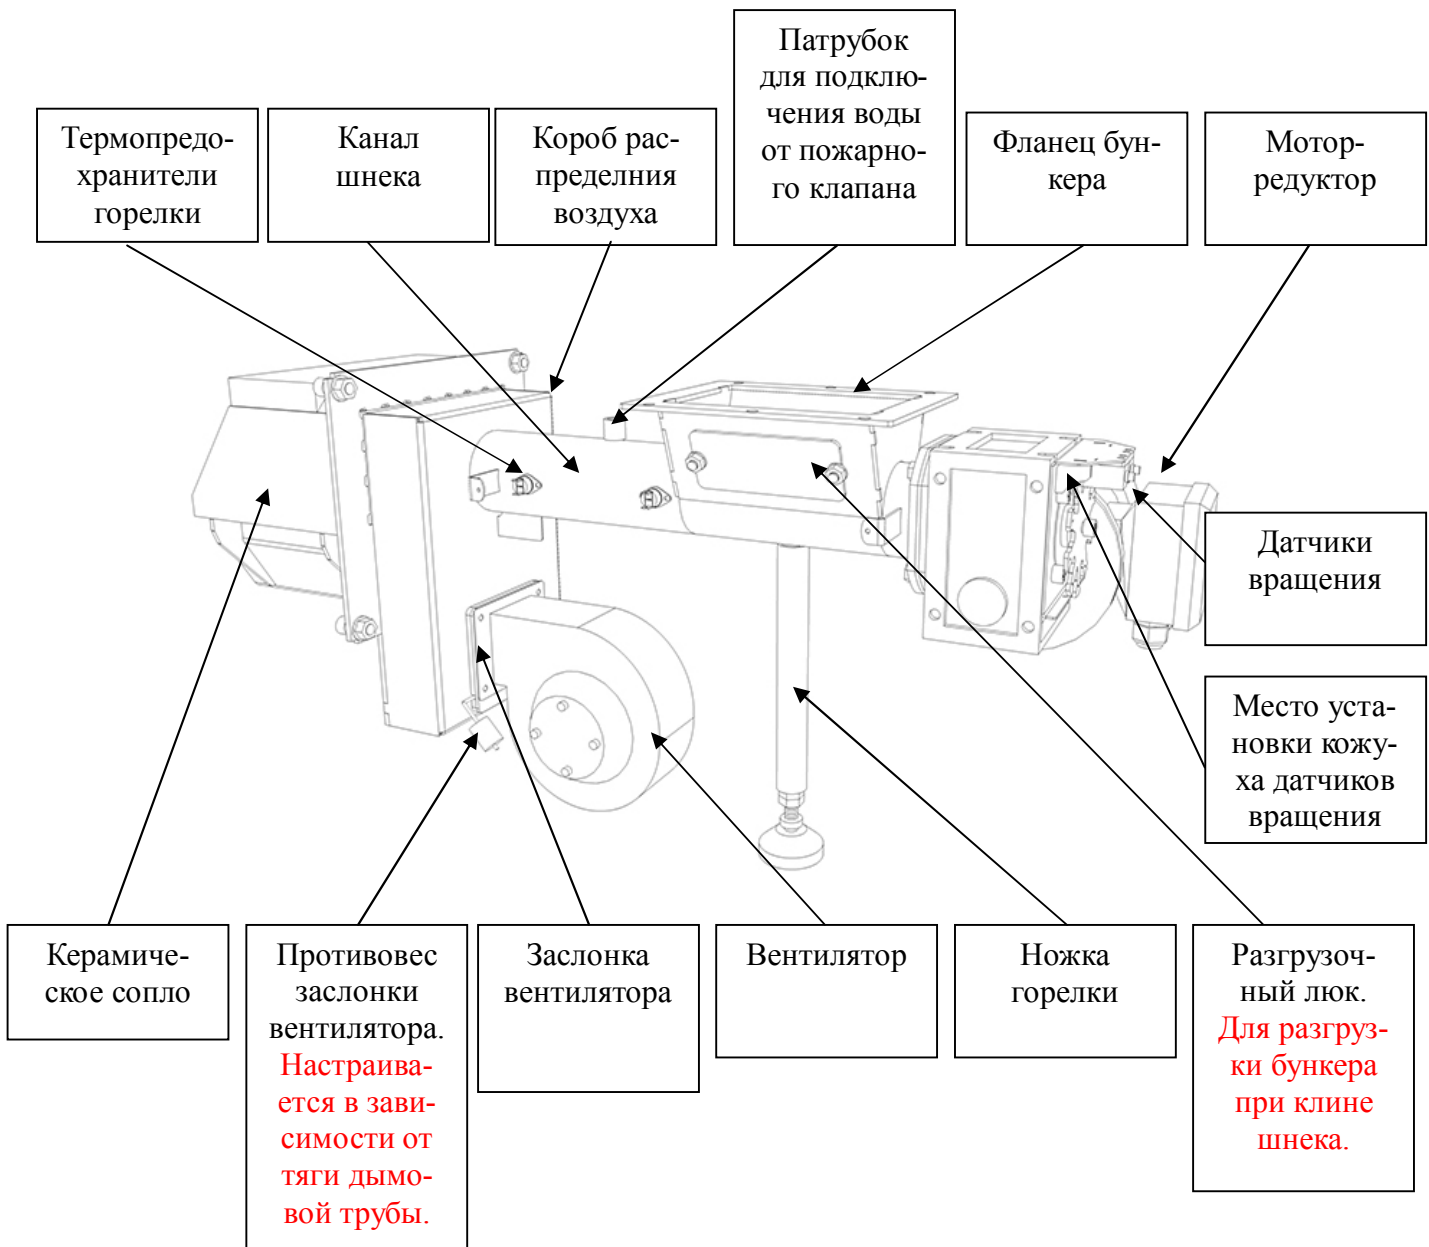 Термопредо-
хранители
горелки
Канал
шнека
Короб рас-
пределния
воздуха
Патрубок
для подклю-
чения воды
от пожарно-
го клапана
Фланец бун-
кера
Мотор-
редуктор
Датчики
вращения
Место уста-
новки кожу-
ха датчиков
вращения
Керамиче-
ское сопло
Противовес
заслонки
вентилятора.
Настраива-
ется в зави-
симости от
тяги дымо-
вой трубы.
Заслонка
вентилятора
Вентилятор
Ножка
горелки
Разгрузоч-
ный люк.
Для разгруз-
ки бункера
при клине
шнека.